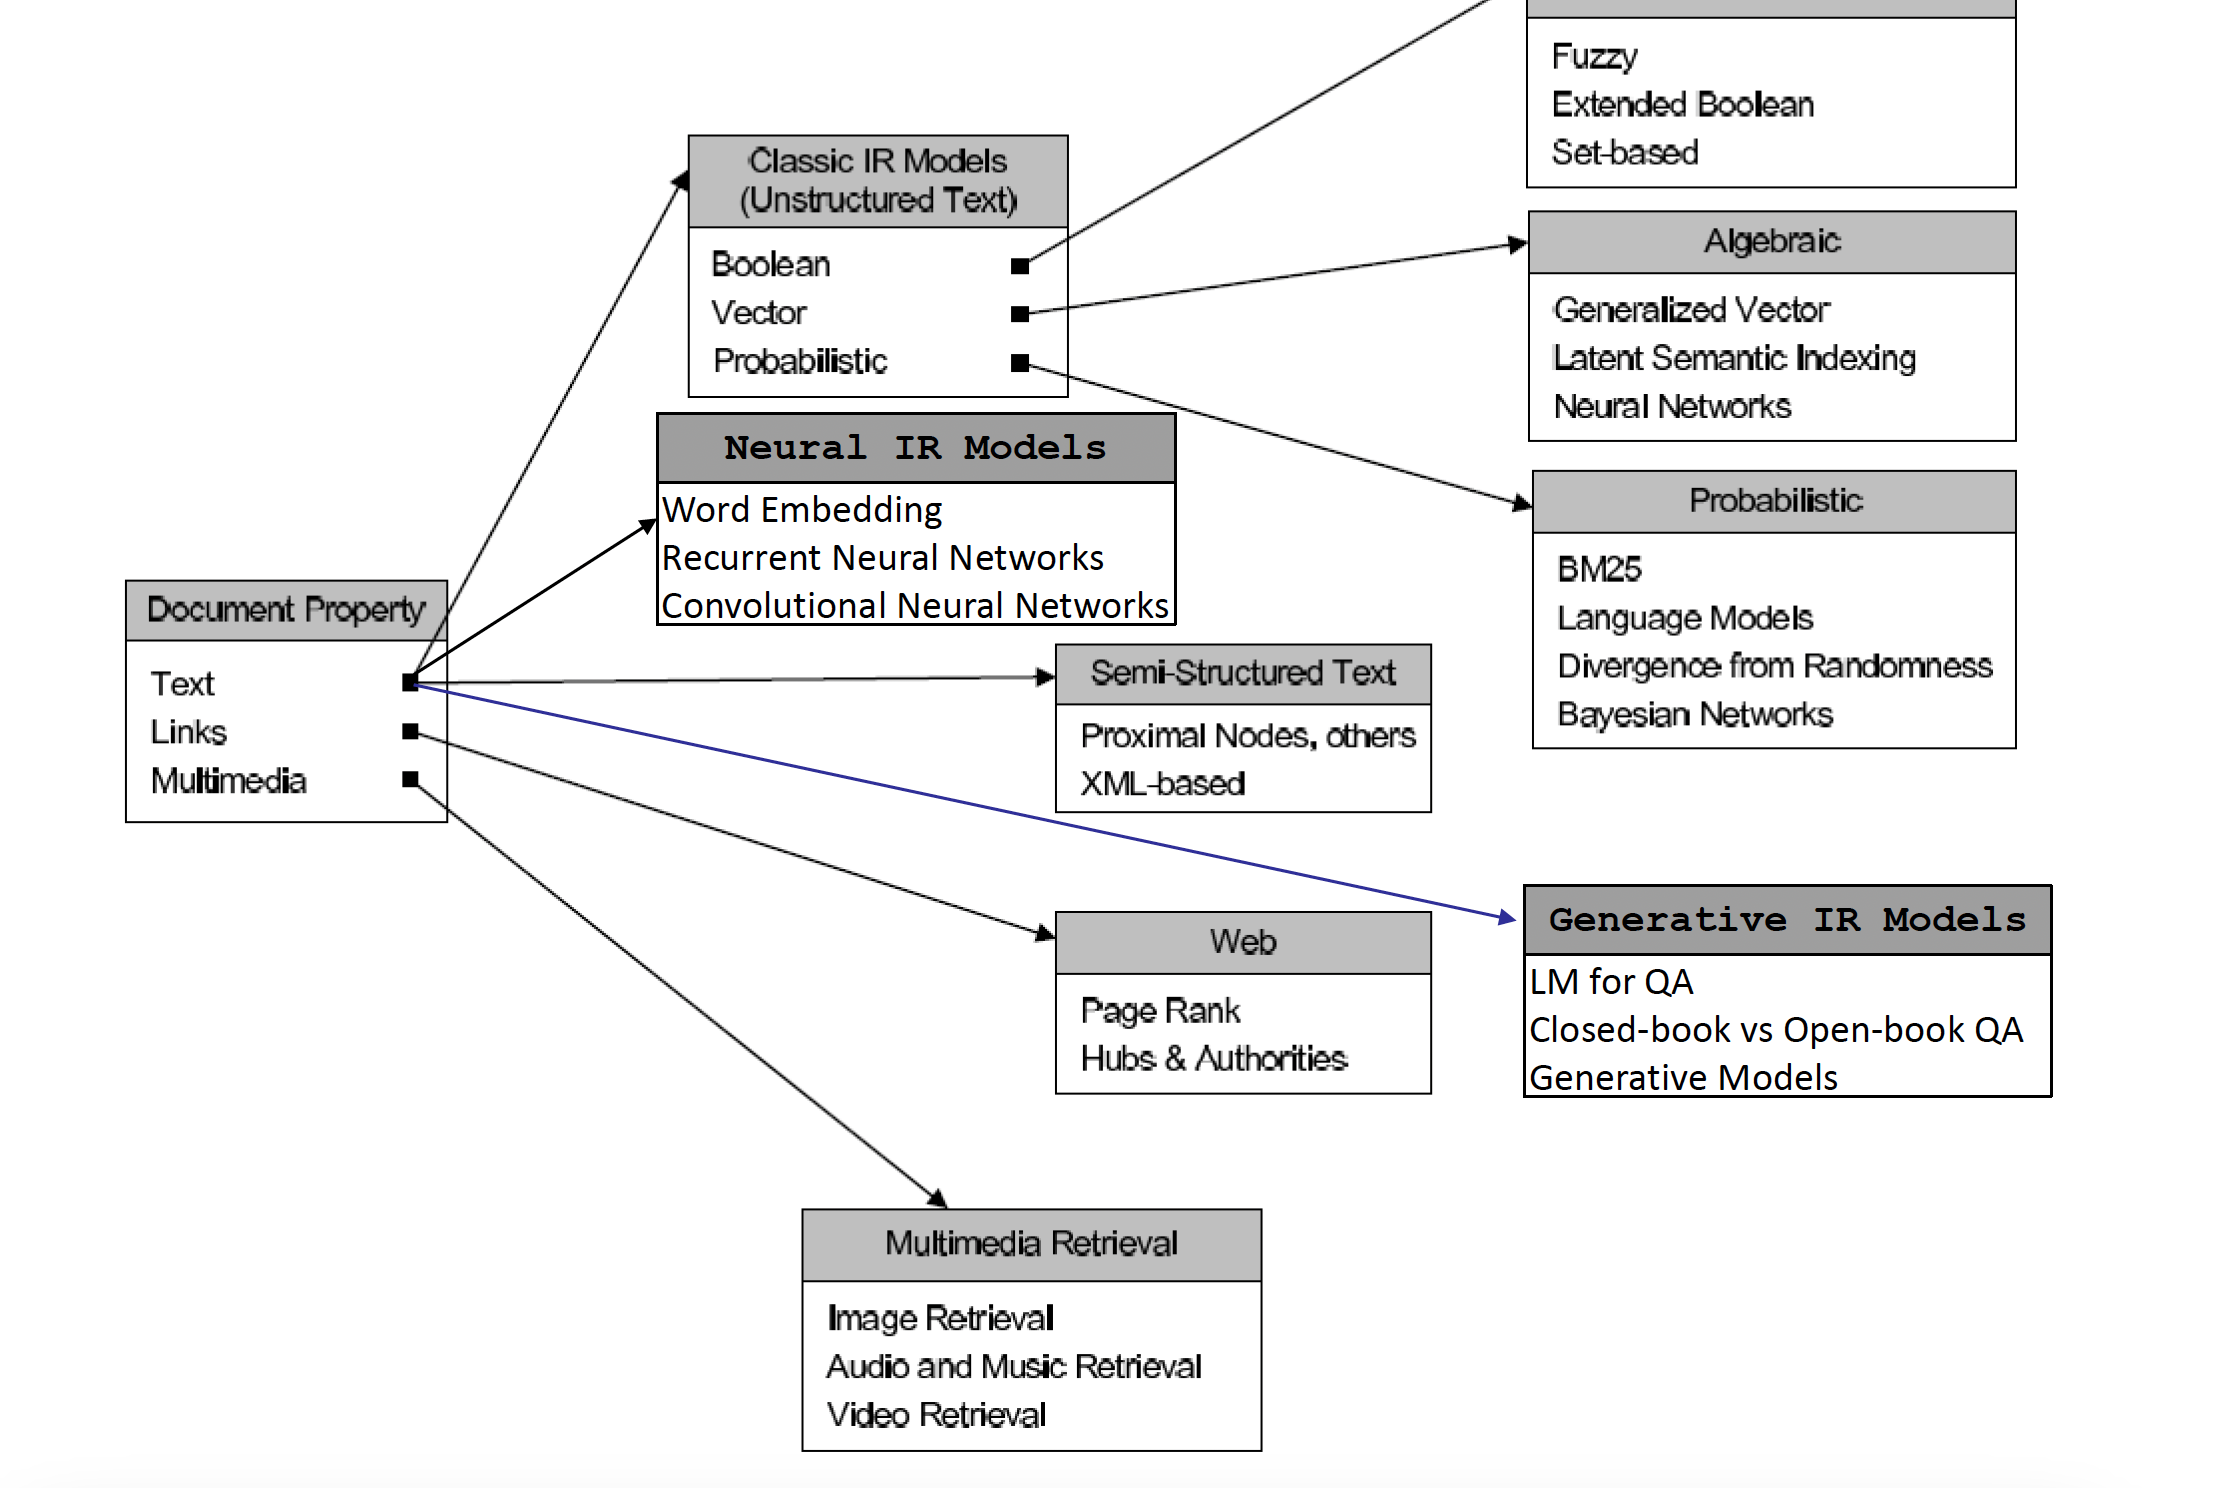 Fuzzy
Extended Boolean
Set-based
Classic IR Models
(Unstructured Text)
Boolean
Vector
Probabilistic
Algebraic
Generalized Vector
Latent Semantic Indexing
Neural Networks
Neural IR Models
Word Embedding
Recurrent Neural Networks
Convolutional Neural Networks
Probabilistic
BM25
Language Models
Divergence from Randomness
Bayesian Networks
Document Property
Text
Links
Multimedia
Semi-Structured Text
Proximal Nodes, others
XML-based
Web
Page Rank
Hubs & Authorities
Generative IR Models
LM for QA
Closed-book vs Open-book QA
Generative Models
Multimedia Retrieval
Image Retrieval
Audio and Music Retrieval
Video Retrieval